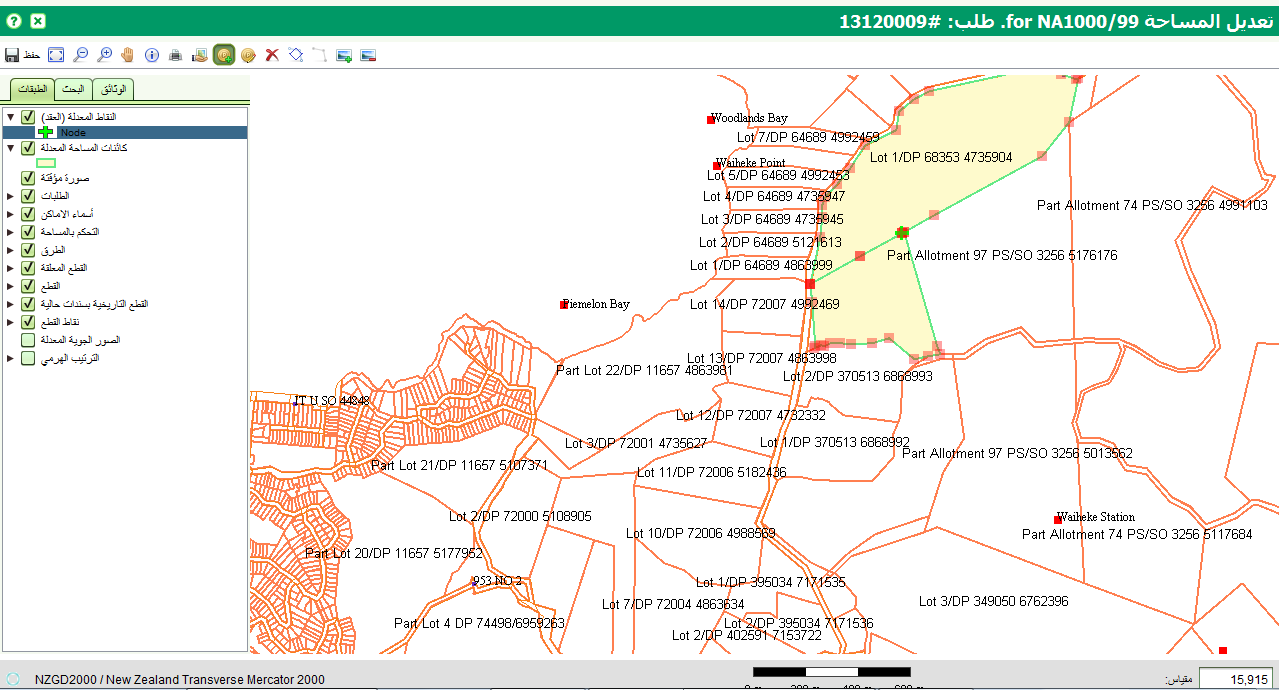 تعديل المساحة for NA1000/99. طلب: #13120009
حفظ
الطبقات
البحث
الوثائق
النقاط المعدلة (العقد)
Node
كائنات المساحة المعدلة
صورة مؤقتة
الطلبات
أسماء الاماكن
التحكم بالمساحة
الطرق
القطع المعلقة
القطع
القطع التاريخية بسندات حالية
نقاط القطع
الصور الجوية المعدلة
الترتيب الهرمي
Woodlands Bay
Lot 7/DP 64689 4992459
Lot 1/DP 68353 4735904
Waiheke Point
Lot 5/DP 64689 4992453
Lot 4/DP 64689 4735947
Part Allotment 74 PS/SO 3256 4991103
Lot 3/DP 64689 4735945
Lot 2/DP 64689 5121613
Part Allotment 97 PS/SO 3256 5176176
Lot 1/DP 64689 4863999
Piemelon Bay
Lot 14/DP 72007 4992469
Lot 13/DP 72007 4863998
Part Lot 22/DP 11657 4863981
Lot 2/DP 370513 6868993
JT U SO 44848
Lot 12/DP 72007 4732332
Lot 3/DP 72001 4735627
Lot 1/DP 370513 6868992
Part Allotment 97 PS/SO 3256 5013562
Part Lot 21/DP 11657 5107371
Lot 11/DP 72006 5182436
Lot 2/DP 72000 5108905
Waiheke Station
Lot 10/DP 72006 4988569
Part Allotment 74 PS/SO 3256 5117684
Part Lot 20/DP 11657 5177952
953 NO 2
Lot 1/DP 395034 7171535
Lot 7/DP 72004 4863634
Lot 3/DP 349050 6762396
Part Lot 4 DP 74498/6959263
Lot 2/DP 395034 7171536
Lot 2/DP 402591 7153722
NZGD2000 / New Zealand Transverse Mercator 2000
مقياس:
15,915